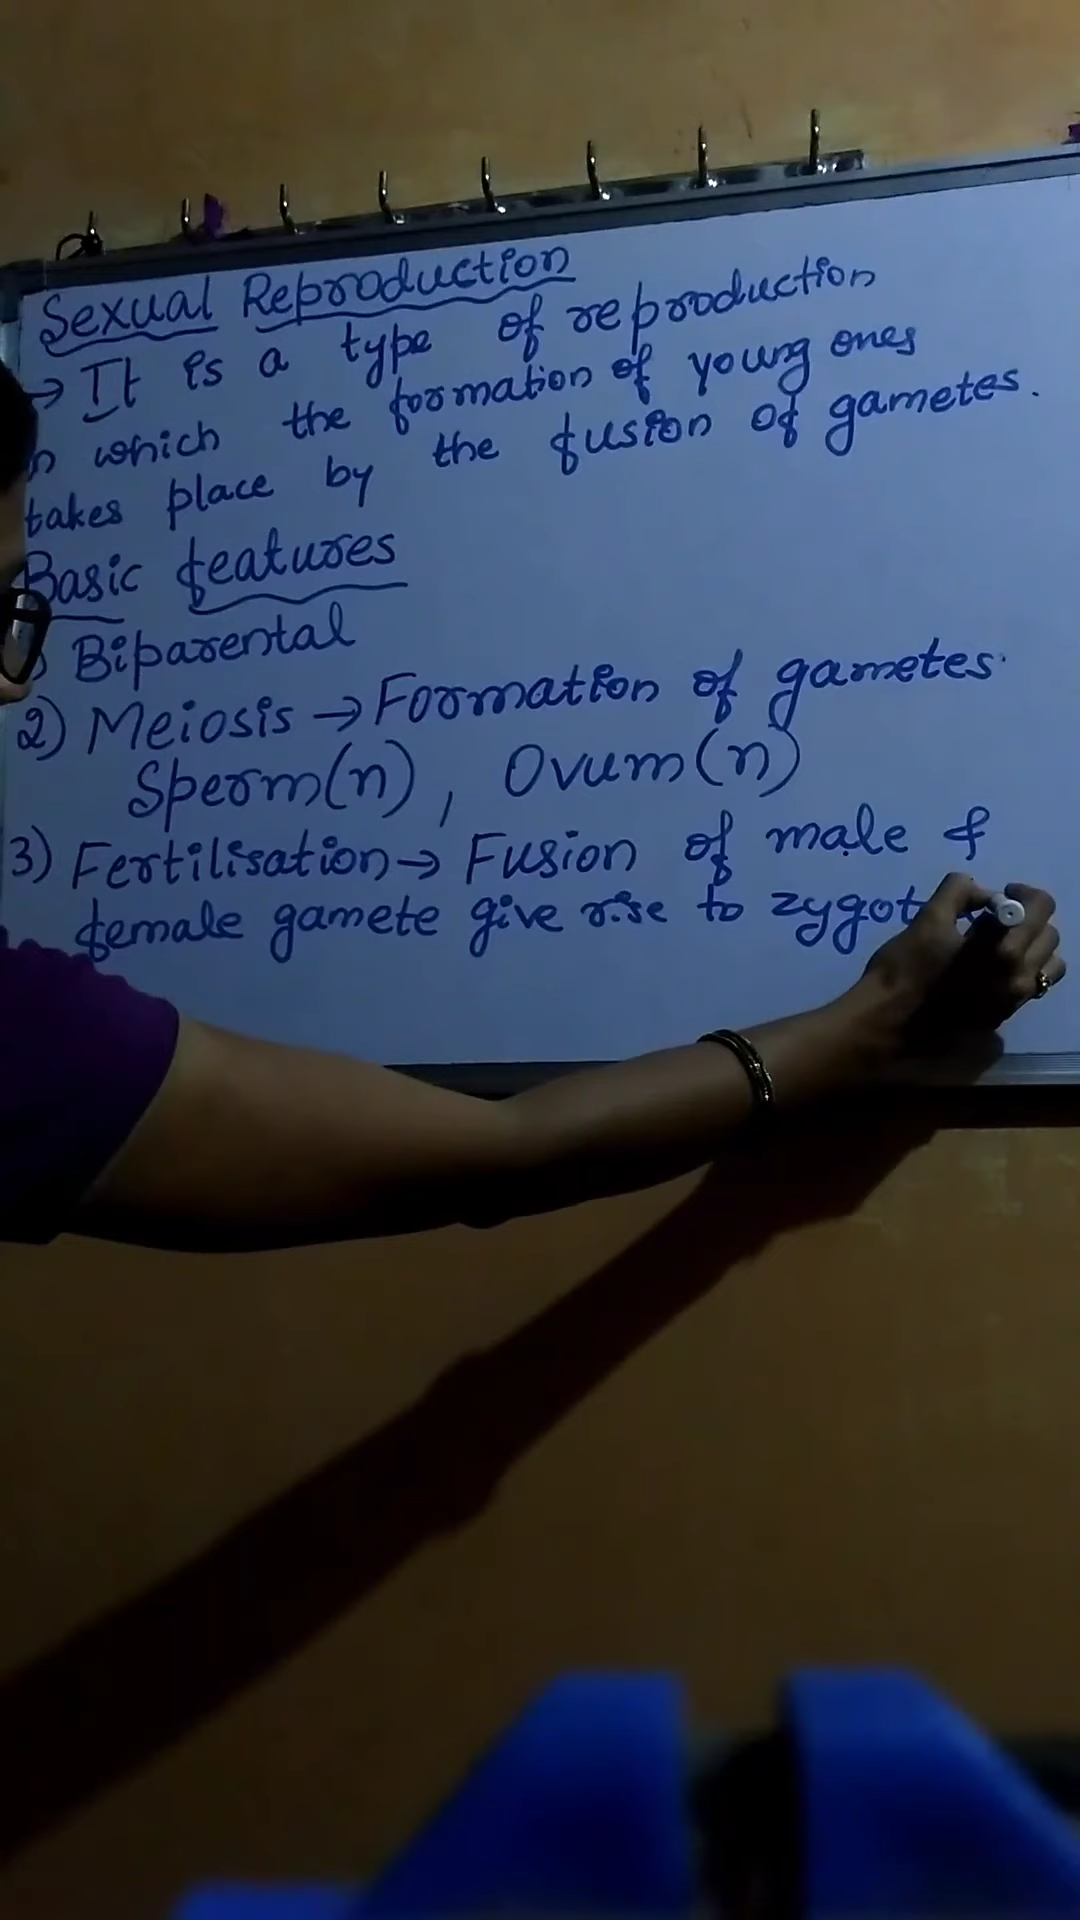 Sexual Reproduction
→ It is a type of reproduction
n which the formation of young ones
takes place by the fusion of gametes.
Basic features
) Biparental
2) Meiosis → Formation of gametes
Sperm(n), Ovum(n)
3) Fertilisation → Fusion of male &
female gamete give rise to zygot